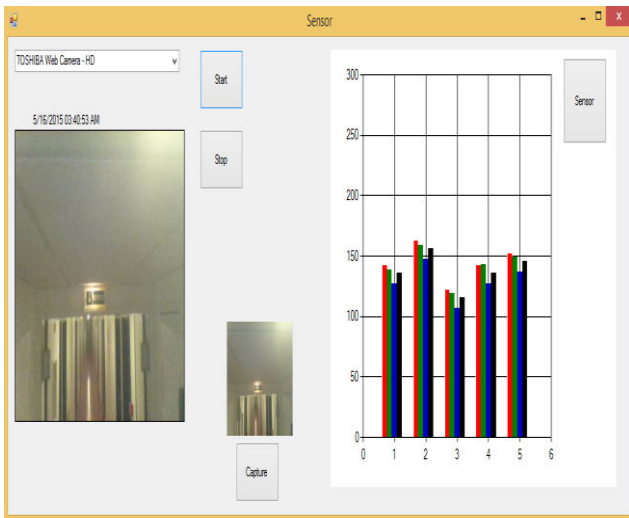 Sensor
TOSHIBA Web Camera - HD
Start
5/16/2015 03:40:53 AM
Stop
Capture
300
250
200
150
100
50
0
0 1 2 3 4 5 6
Sensor